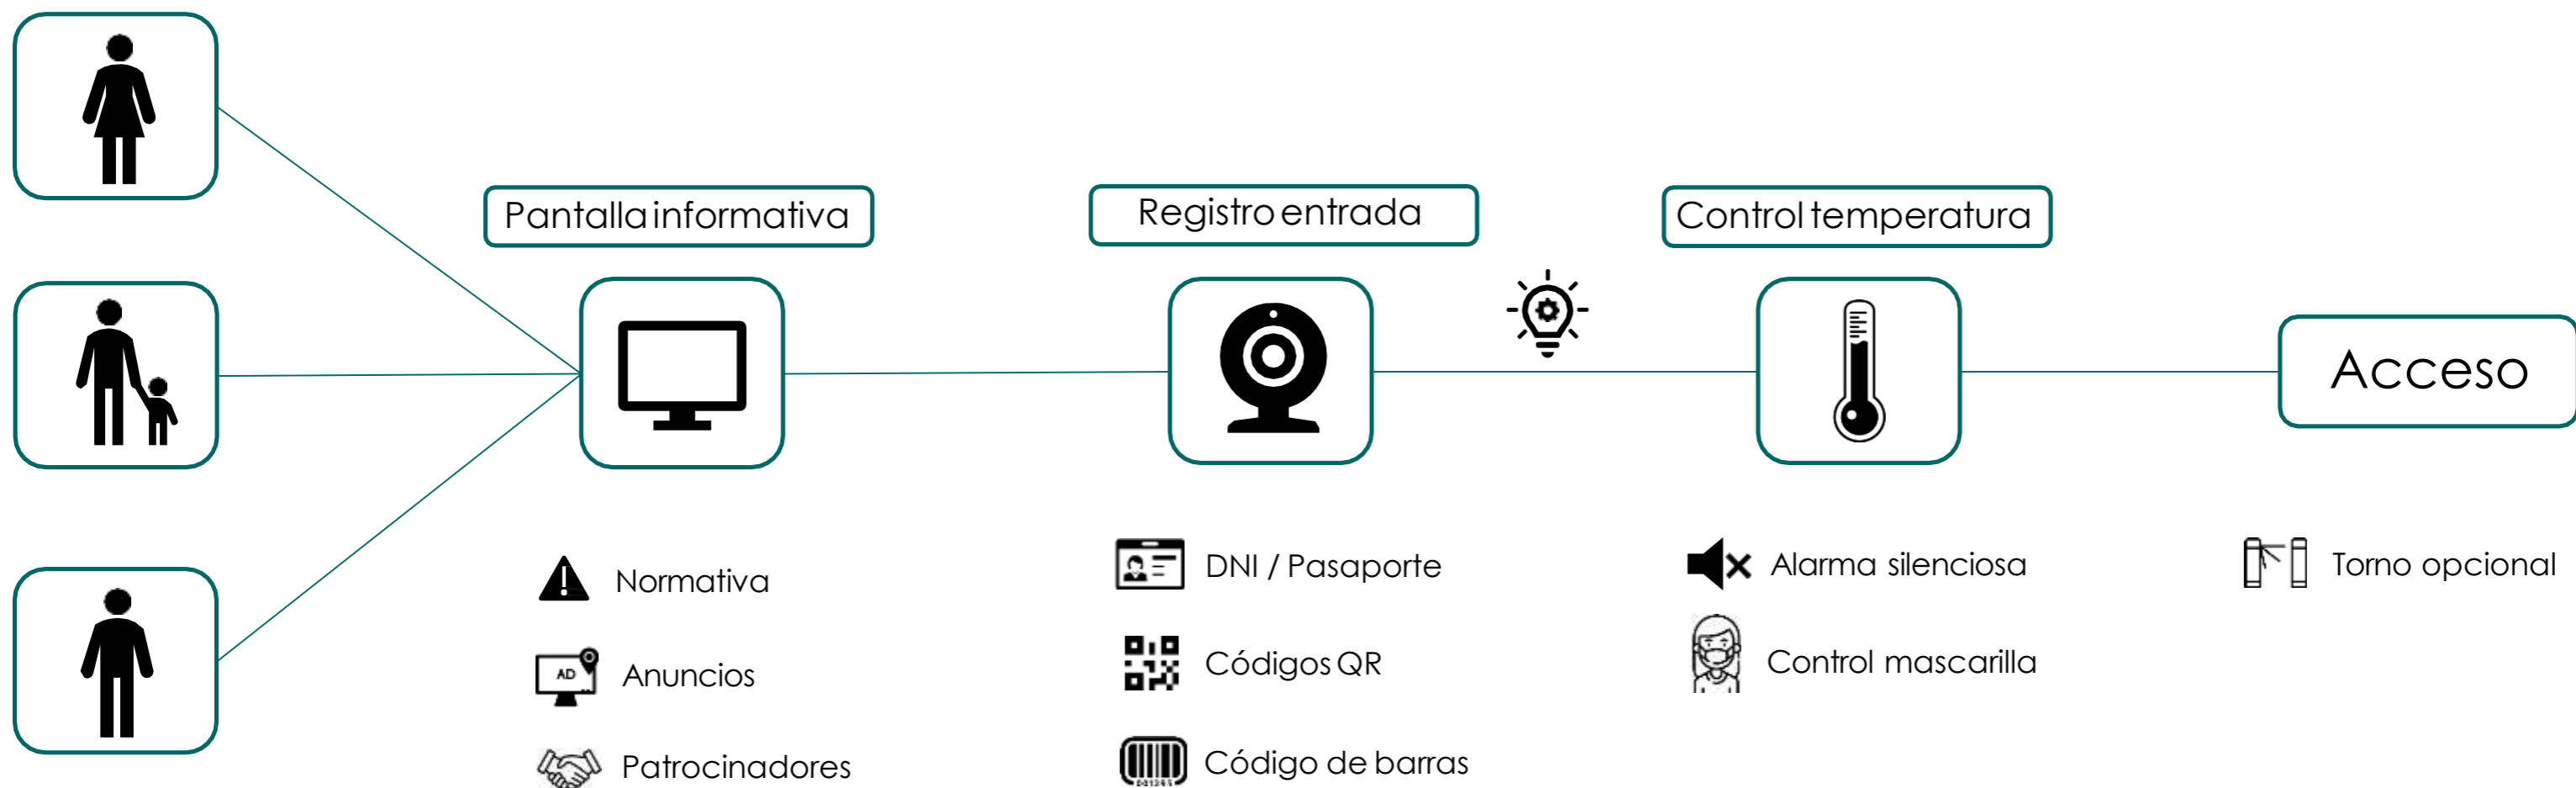 Pantalla informativa
Registro entrada
Control temperatura
Acceso
Normativa
AD
Anuncios
Patrocinadores
DNI / Pasaporte
Códigos QR
Código de barras
Alarma silenciosa
Control mascarilla
Torno opcional